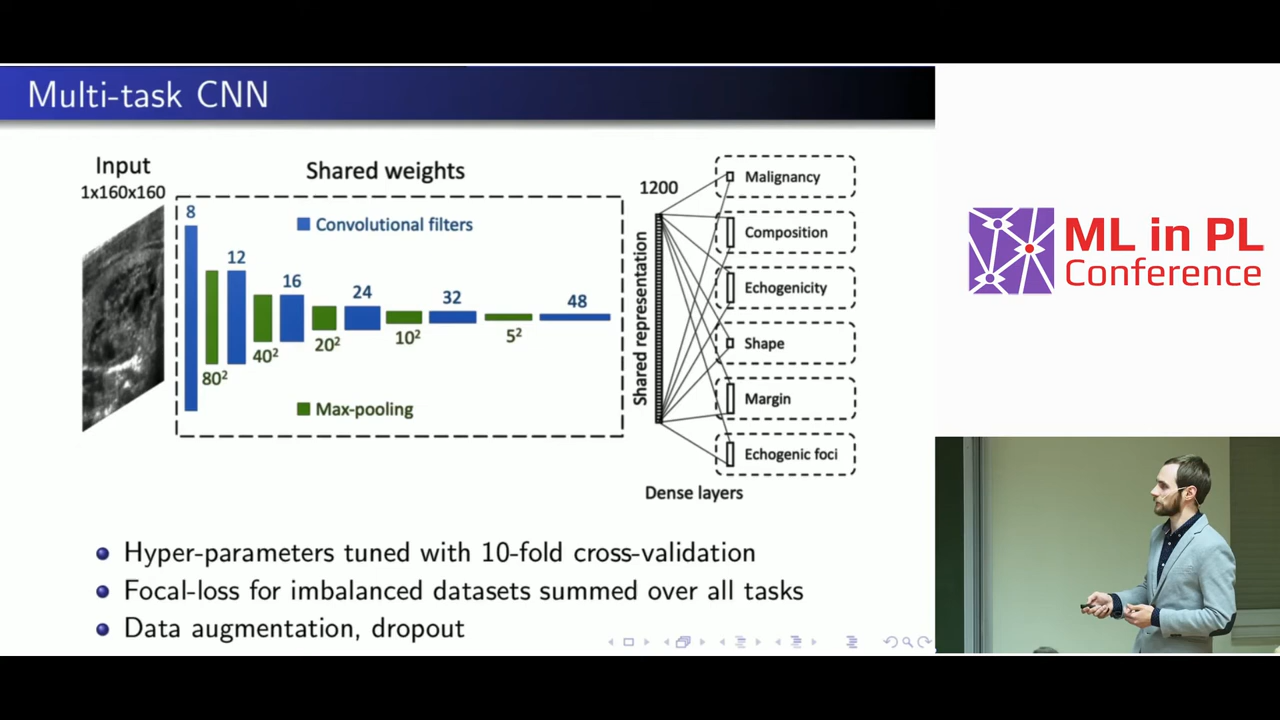 Multi-task CNN
Input
1x160x160
Shared weights
8
Convolutional filters
12
16
24
32
48
80²
40²
20²
10²
5²
Max-pooling
1200
Shared representation
Malignancy
Composition
Echogenicity
Shape
Margin
Echogenic foci
Dense layers
Hyper-parameters tuned with 10-fold cross-validation
Focal-loss for imbalanced datasets summed over all tasks
Data augmentation, dropout
ML in PL
Conference